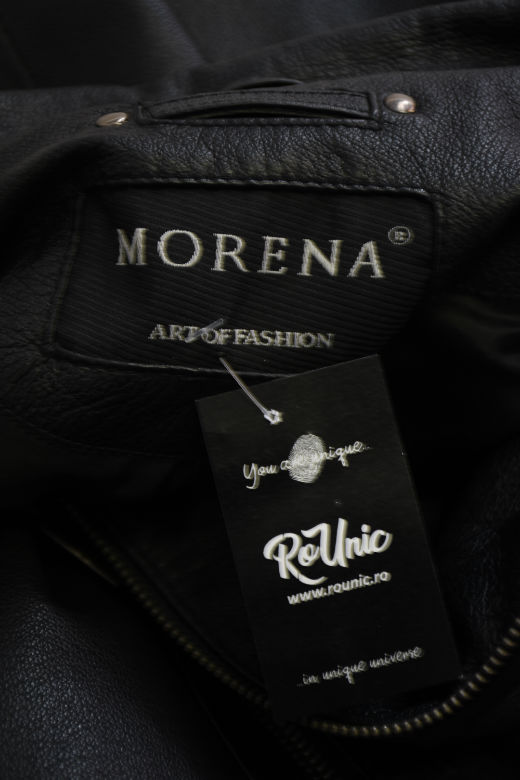 MORENA®
ART OF FASHION
You are unique...
RoUnic
www.rounic.ro
...in unique universe